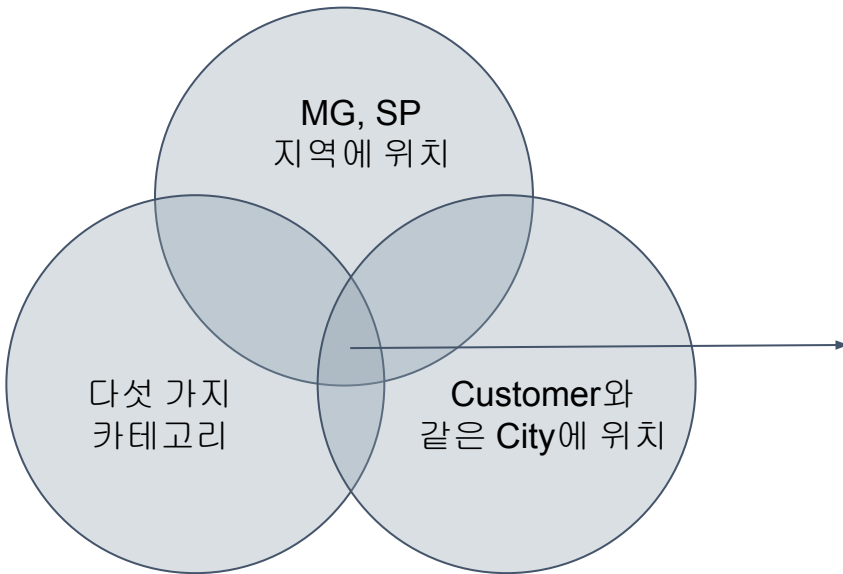 MG, SP
지역에 위치
다섯 가지
카테고리
Customer와
같은 City에 위치